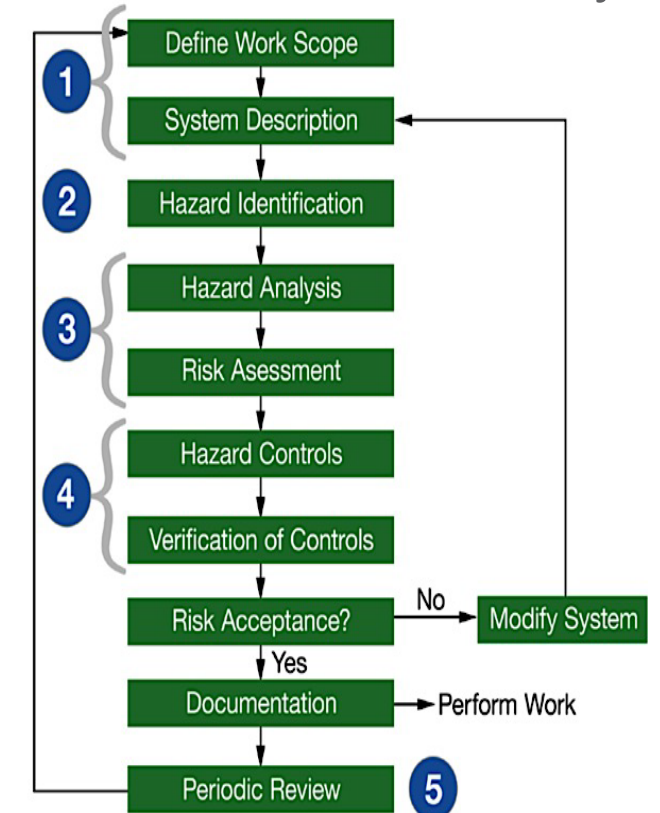 Define Work Scope
1
System Description
2
Hazard Identification
Hazard Analysis
3
Risk Asessment
Hazard Controls
4
Verification of Controls
Risk Acceptance?
No
Modify System
Yes
Documentation
Perform Work
Periodic Review
5